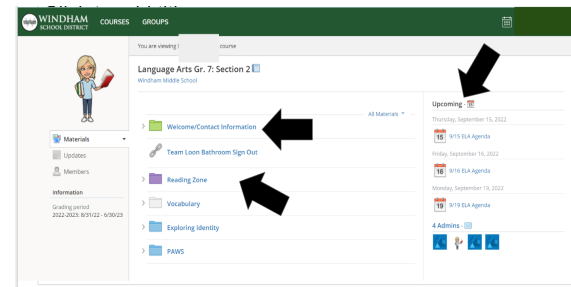 WINDHAM
SCHOOL DISTRICT
COURSES
GROUPS
You are viewing
course
Language Arts Gr. 7: Section 2
Windham Middle School
All Materials
Welcome/Contact Information
Team Loon Bathroom Sign Out
Reading Zone
Vocabulary
Exploring Identity
PAWS
Materials
Updates
Members
Information
Grading period
2022-2023: 8/31/22 - 6/30/23
Upcoming -
Thursday, September 15, 2022
15 9/15 ELA Agenda
Friday, September 16, 2022
16 9/16 ELA Agenda
Monday, September 19, 2022
19 9/19 ELA Agenda
4 Admins -